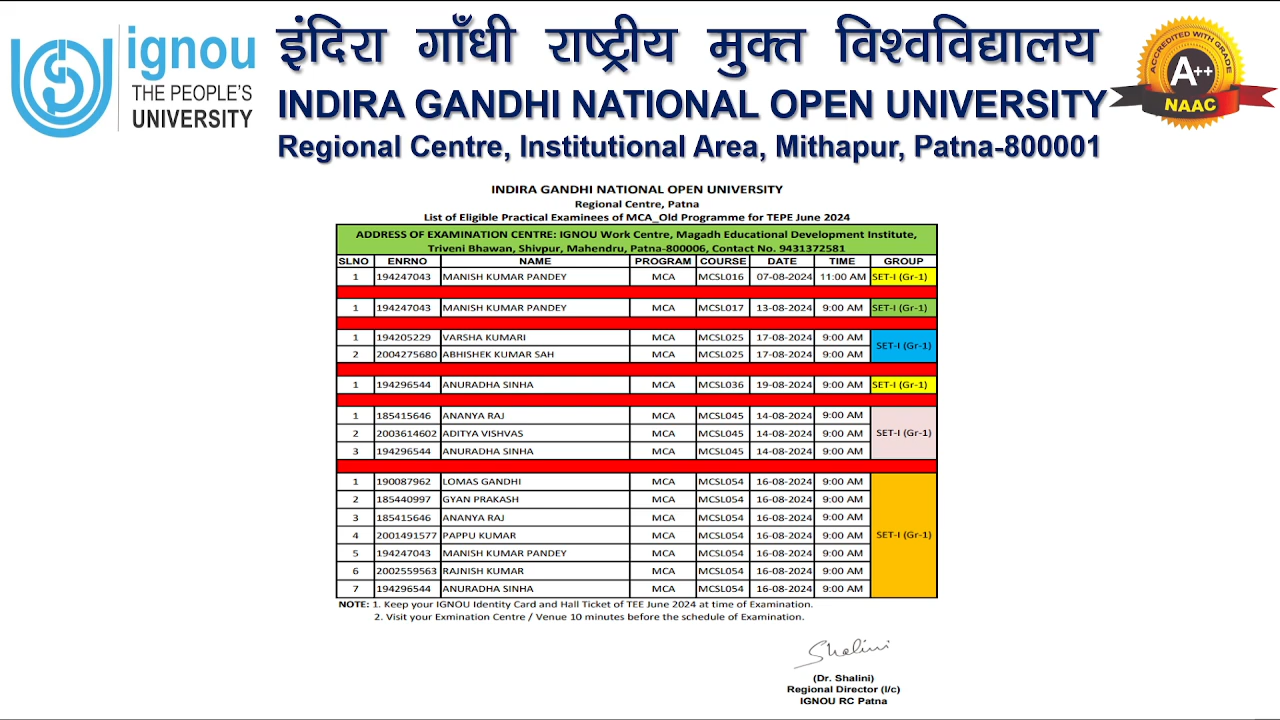 ignou
THE PEOPLE'S
UNIVERSITY
इंदिरा गाँधी राष्ट्रीय मुक्त विश्वविद्यालय
INDIRA GANDHI NATIONAL OPEN UNIVERSITY
Regional Centre, Institutional Area, Mithapur, Patna-800001
ACCREDITED WITH GRADE
A++
NAAC
INDIRA GANDHI NATIONAL OPEN UNIVERSITY
Regional Centre, Patna
List of Eligible Practical Examinees of MCA_Old Programme for TEPE June 2024
ADDRESS OF EXAMINATION CENTRE: IGNOU Work Centre, Magadh Educational Development Institute,
Triveni Bhawan, Shivpur, Mahendru, Patna-800006, Contact No. 9431372581
SLNO ENRNO NAME PROGRAM COURSE DATE TIME GROUP
1 194247043 MANISH KUMAR PANDEY MCA MCSL016 07-08-2024 11:00 AM SET-I (Gr-1)
1 194247043 MANISH KUMAR PANDEY MCA MCSL017 13-08-2024 9:00 AM SET-I (Gr-1)
1 194205229 VARSHA KUMARI MCA MCSL025 17-08-2024 9:00 AM SET-I (Gr-1)
2 2004275680 ABHISHEK KUMAR SAH MCA MCSL025 17-08-2024 9:00 AM
1 194296544 ANURADHA SINHA MCA MCSL036 19-08-2024 9:00 AM SET-I (Gr-1)
1 185415646 ANANYA RAJ MCA MCSL045 14-08-2024 9:00 AM
2 2003614602 ADITYA VISHVAS MCA MCSL045 14-08-2024 9:00 AM SET-I (Gr-1)
3 194296544 ANURADHA SINHA MCA MCSL045 14-08-2024 9:00 AM
1 190087962 LOMAS GANDHI MCA MCSL054 16-08-2024 9:00 AM
2 185440997 GYAN PRAKASH MCA MCSL054 16-08-2024 9:00 AM
3 185415646 ANANYA RAJ MCA MCSL054 16-08-2024 9:00 AM
4 2001491577 PAPPU KUMAR MCA MCSL054 16-08-2024 9:00 AM SET-I (Gr-1)
5 194247043 MANISH KUMAR PANDEY MCA MCSL054 16-08-2024 9:00 AM
6 2002559563 RAJNISH KUMAR MCA MCSL054 16-08-2024 9:00 AM
7 194296544 ANURADHA SINHA MCA MCSL054 16-08-2024 9:00 AM
NOTE: 1. Keep your IGNOU Identity Card and Hall Ticket of TEE June 2024 at time of Examination.
2. Visit your Exmination Centre / Venue 10 minutes before the schedule of Examination.
Shalini
(Dr. Shalini)
Regional Director (I/c)
IGNOU RC Patna